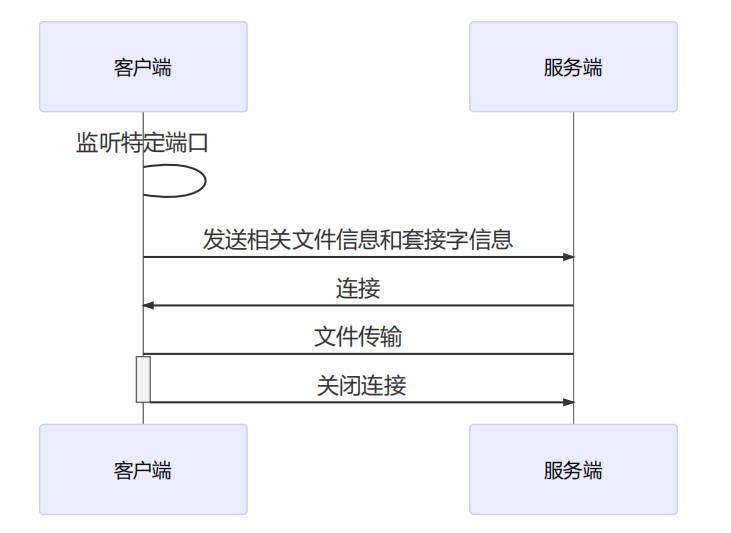 客户端
服务端
监听特定端口
发送相关文件信息和套接字信息
连接
文件传输
关闭连接
客户端
服务端